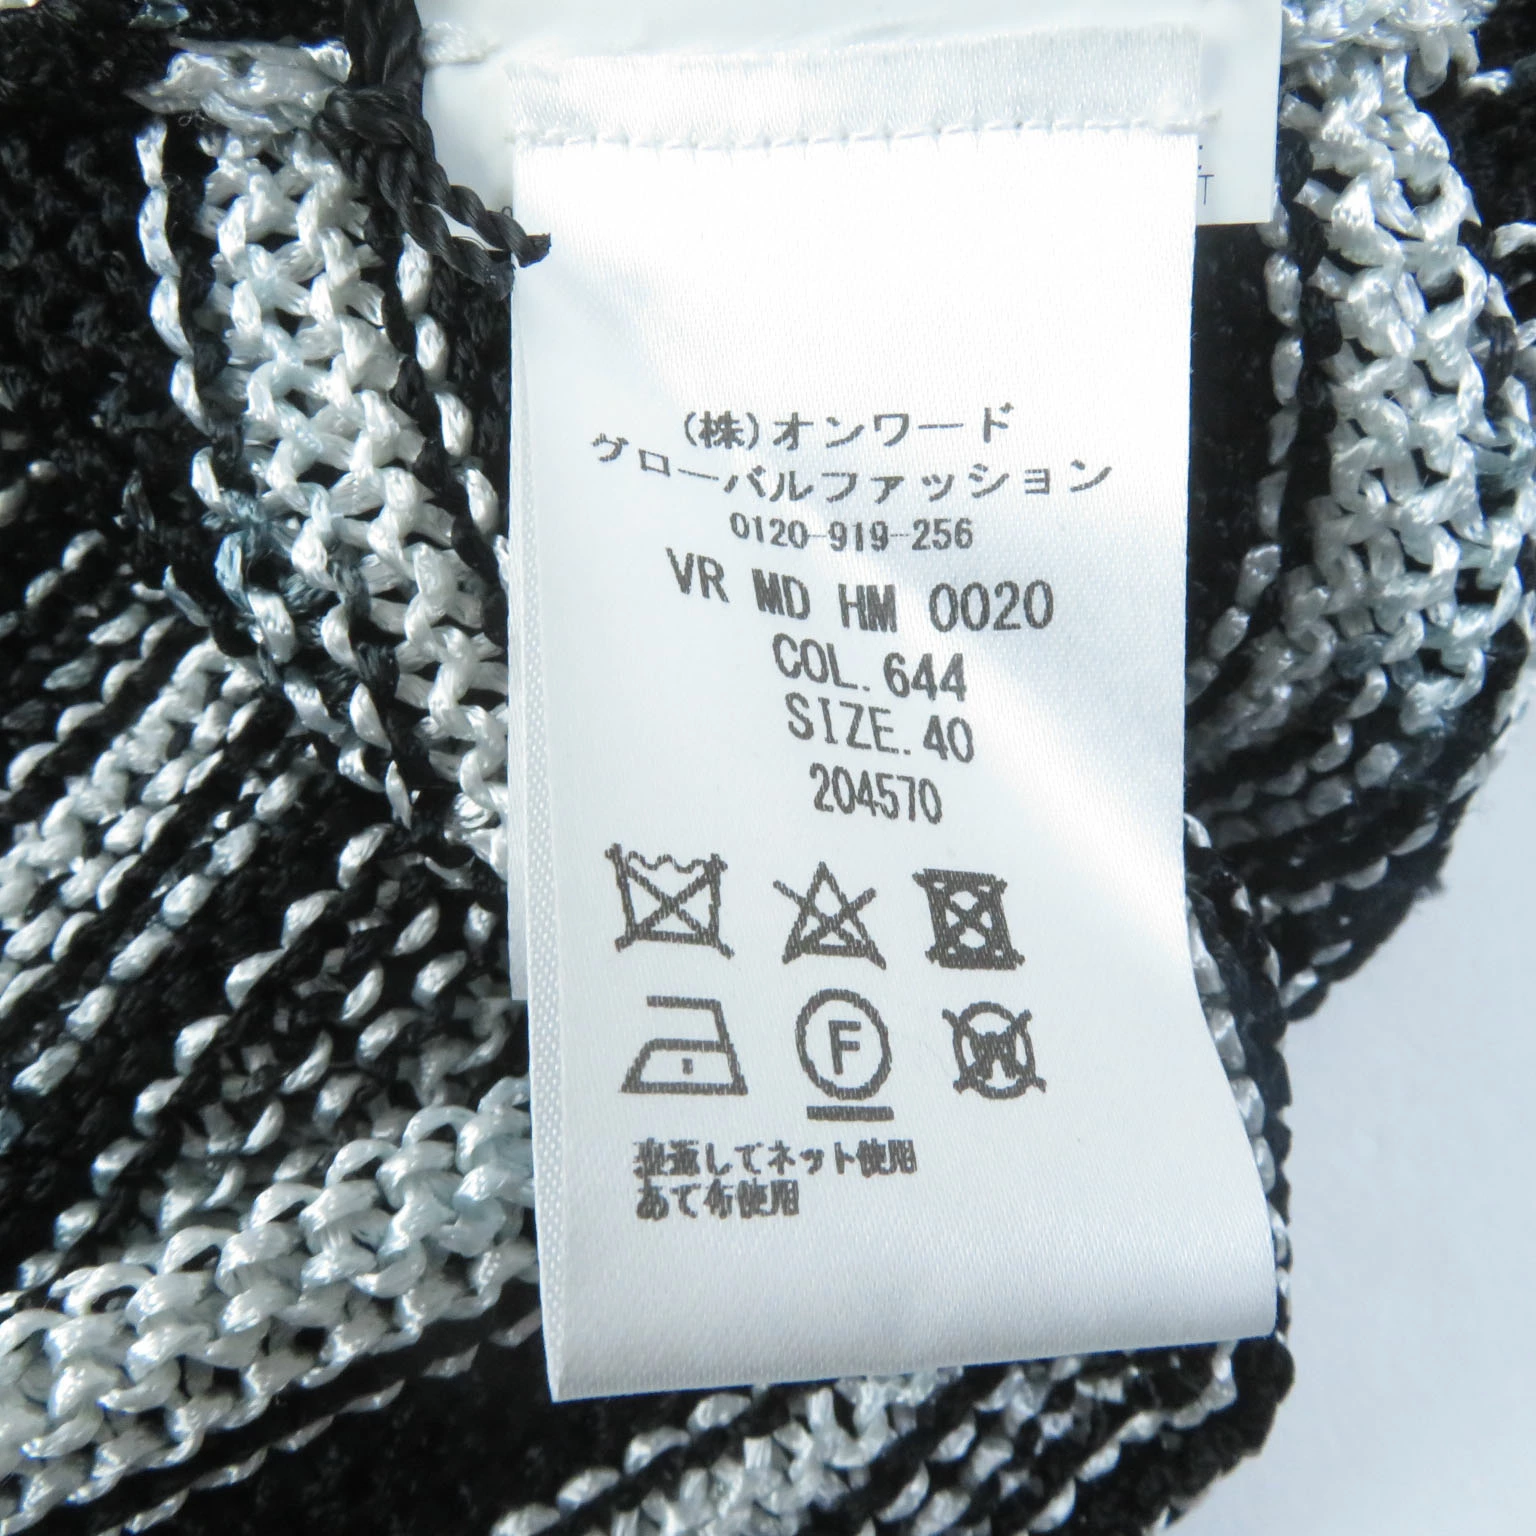 (株)オンワード
グローバルファッション
0120-919-256
VR MD HM 0020
COL.644
SIZE.40
204570
F
W
裏返してネット使用
あて布使用